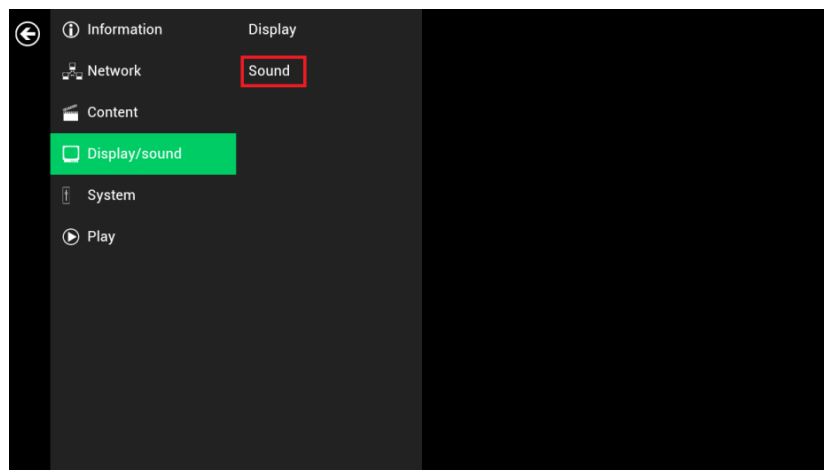 Information
Network
Content
Display/sound
System
Play
Display
Sound